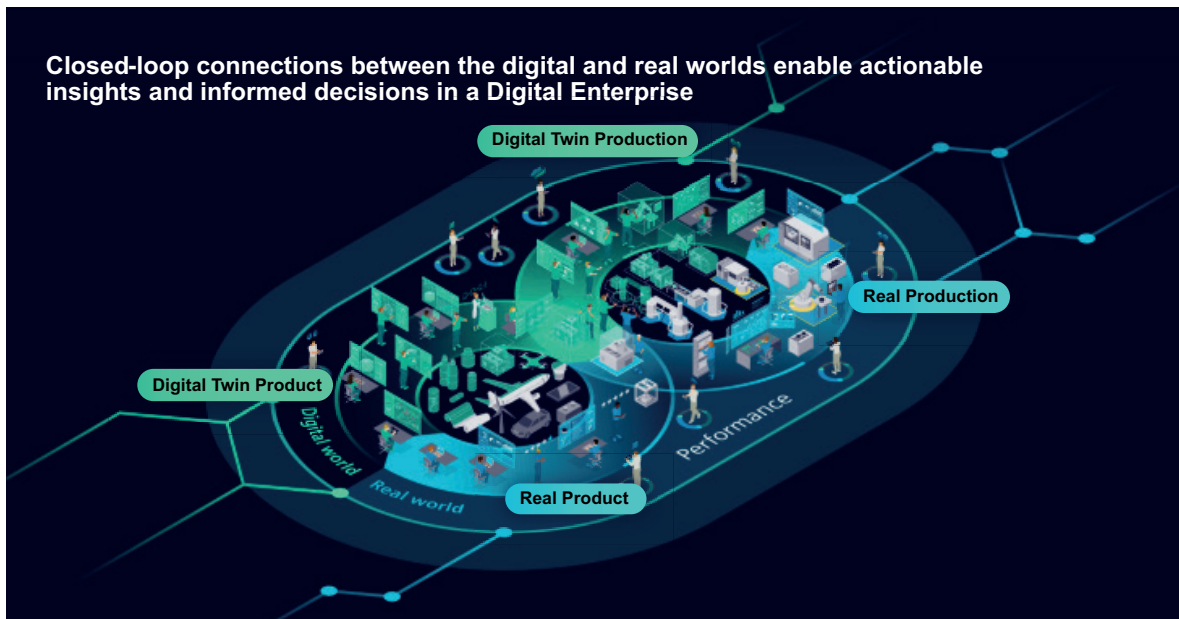 Closed-loop connections between the digital and real worlds enable actionable
insights and informed decisions in a Digital Enterprise
Digital Twin Production
Real Production
Digital Twin Product
Digital world
Performance
Real world
Real Product